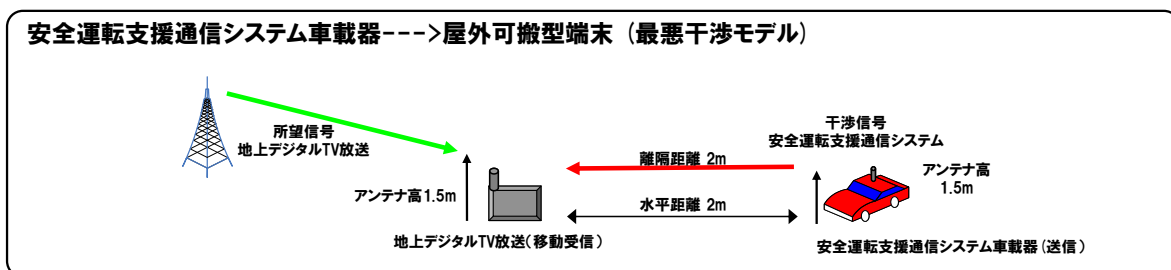 安全運転支援通信システム車載器--->屋外可搬型端末（最悪干渉モデル）
所望信号
地上デジタルTV放送
干渉信号
安全運転支援通信システム
離隔距離 2m
アンテナ高
1.5m
アンテナ高1.5m
水平距離 2m
地上デジタルTV放送（移動受信）
安全運転支援通信システム車載器（送信）